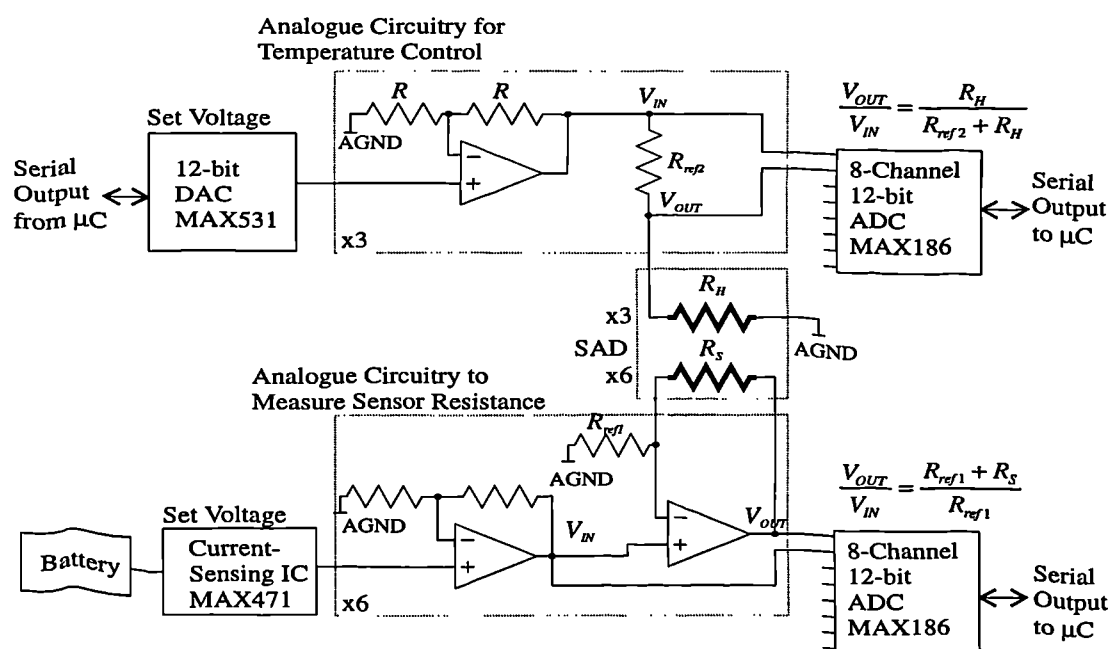 Analogue Circuitry for
Temperature Control
R
R
V_IN
AGND
Set Voltage
12-bit
DAC
MAX531
Serial
Output
from μC
R_ref2
V_OUT
x3
V_OUT / V_IN = R_H / (R_ref2 + R_H)
8-Channel
12-bit
ADC
MAX186
Serial
Output
to μC
R_H
x3
AGND
SAD
R_S
x6
Analogue Circuitry to
Measure Sensor Resistance
R_ref1
AGND
AGND
V_IN
V_OUT
Set Voltage
Battery
Current-
Sensing IC
MAX471
x6
V_OUT / V_IN = (R_ref1 + R_S) / R_ref1
8-Channel
12-bit
ADC
MAX186
Serial
Output
to μC